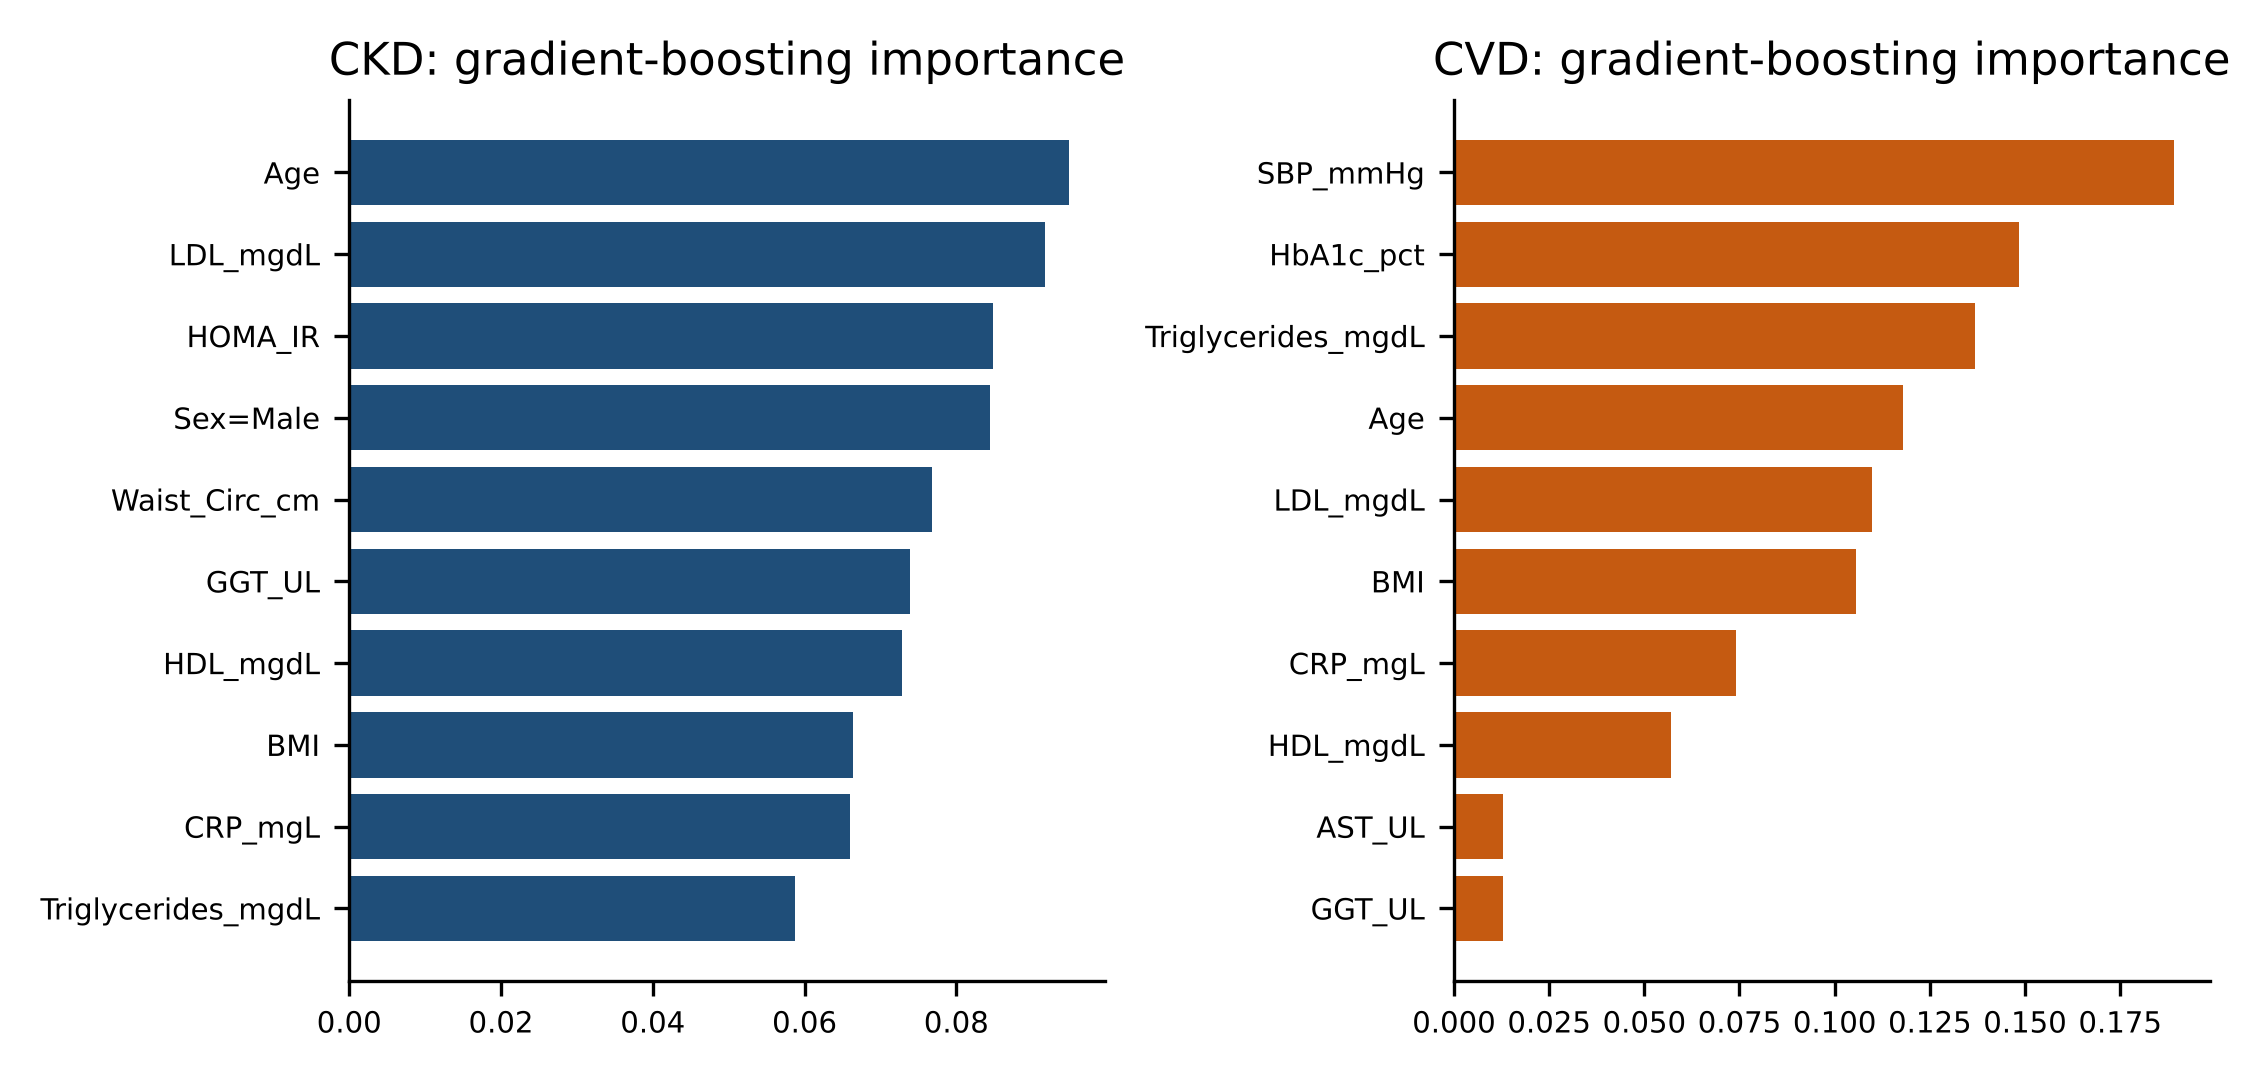 CKD: gradient-boosting importance
Age
LDL_mgdL
HOMA_IR
Sex=Male
Waist_Circ_cm
GGT_UL
HDL_mgdL
BMI
CRP_mgL
Triglycerides_mgdL
0.00 0.02 0.04 0.06 0.08
CVD: gradient-boosting importance
SBP_mmHg
HbA1c_pct
Triglycerides_mgdL
Age
LDL_mgdL
BMI
CRP_mgL
HDL_mgdL
AST_UL
GGT_UL
0.000 0.025 0.050 0.075 0.100 0.125 0.150 0.175